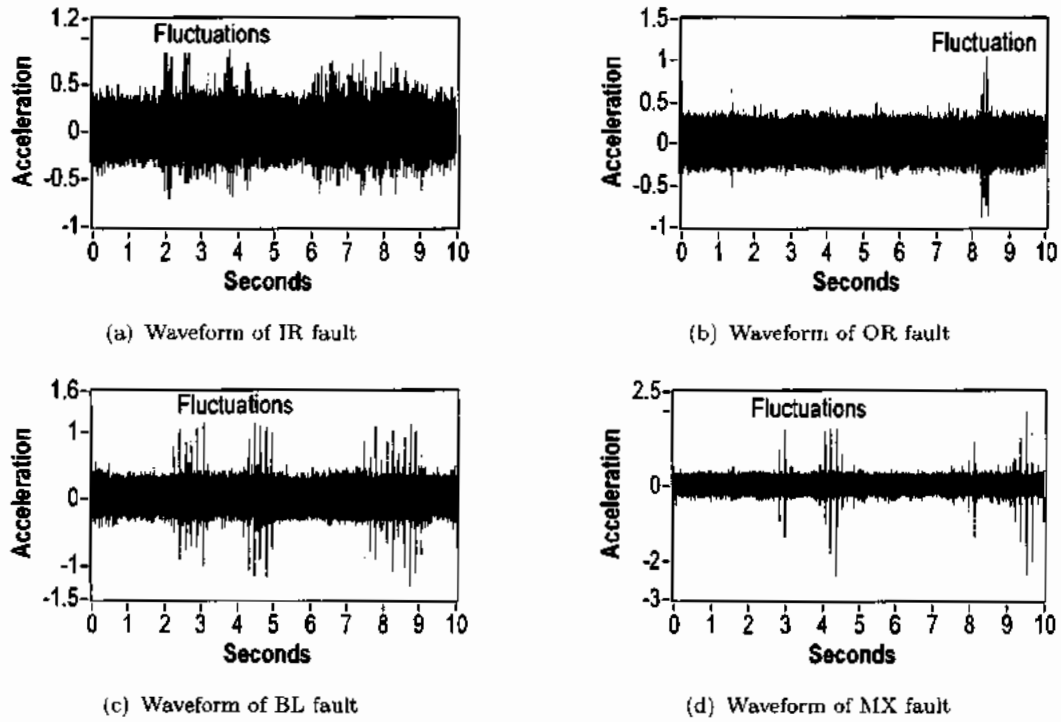 1.2-
Fluctuations
0.5-
0-
-0.5-
-1-
Acceleration
0 1 2 3 4 5 6 7 8 9 10
Seconds
(a) Waveform of IR fault
1.5-
Fluctuation
1-
0.5-
0-
-0.5-
-1-
Acceleration
0 1 2 3 4 5 6 7 8 9 10
Seconds
(b) Waveform of OR fault
1.6-
Fluctuations
1-
0-
-1-
-1.5-
Acceleration
0 1 2 3 4 5 6 7 8 9 10
Seconds
(c) Waveform of BL fault
2.5-
Fluctuations
0-
-2-
-3-
Acceleration
0 1 2 3 4 5 6 7 8 9 10
Seconds
(d) Waveform of MX fault